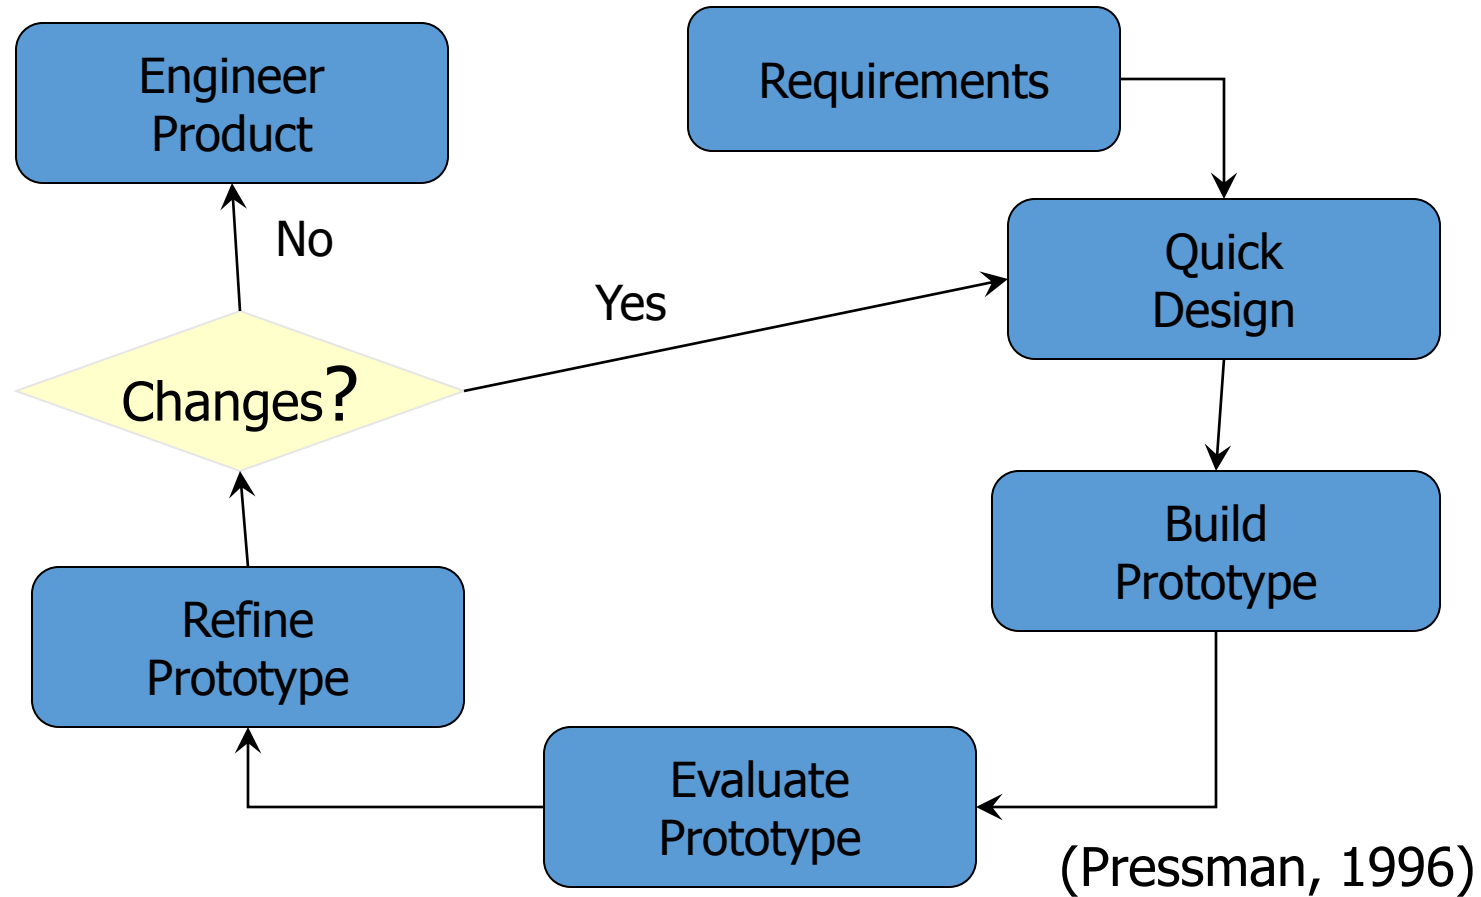 Engineer
Product
Requirements
No
Quick
Design
Yes
Changes?
Build
Prototype
Refine
Prototype
Evaluate
Prototype
(Pressman, 1996)